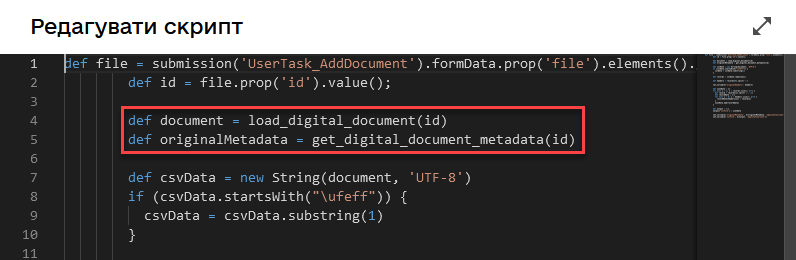 Редагувати скрипт
1 def file = submission('UserTask_AddDocument').formData.prop('file').elements().
2 def id = file.prop('id').value();
3
4 def document = load_digital_document(id)
5 def originalMetadata = get_digital_document_metadata(id)
6
7 def csvData = new String(document, 'UTF-8')
8 if (csvData.startsWith("\ufeff")) {
9 csvData = csvData.substring(1)
10 }
11